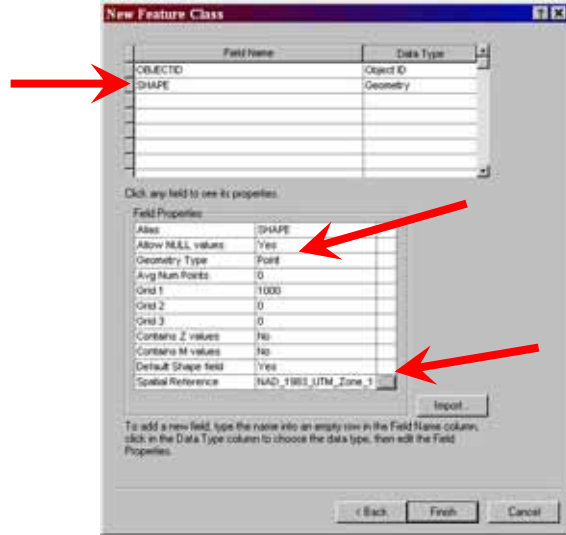 New Feature Class
Field Name Data Type
OBJECTID Object ID
SHAPE Geometry
Click any field to see its properties.
Field Properties
Alias SHAPE
Allow NULL values Yes
Geometry Type Point
Avg Num Points 0
Grid 1 1000
Grid 2 0
Grid 3 0
Contains Z values No
Contains M values No
Default Shape field Yes
Spatial Reference NAD_1983_UTM_Zone_1 ...
Import...
To add a new field, type the name into an empty row in the Field Name column,
click in the Data Type column to choose the data type, then edit the Field
Properties.
< Back Finish Cancel